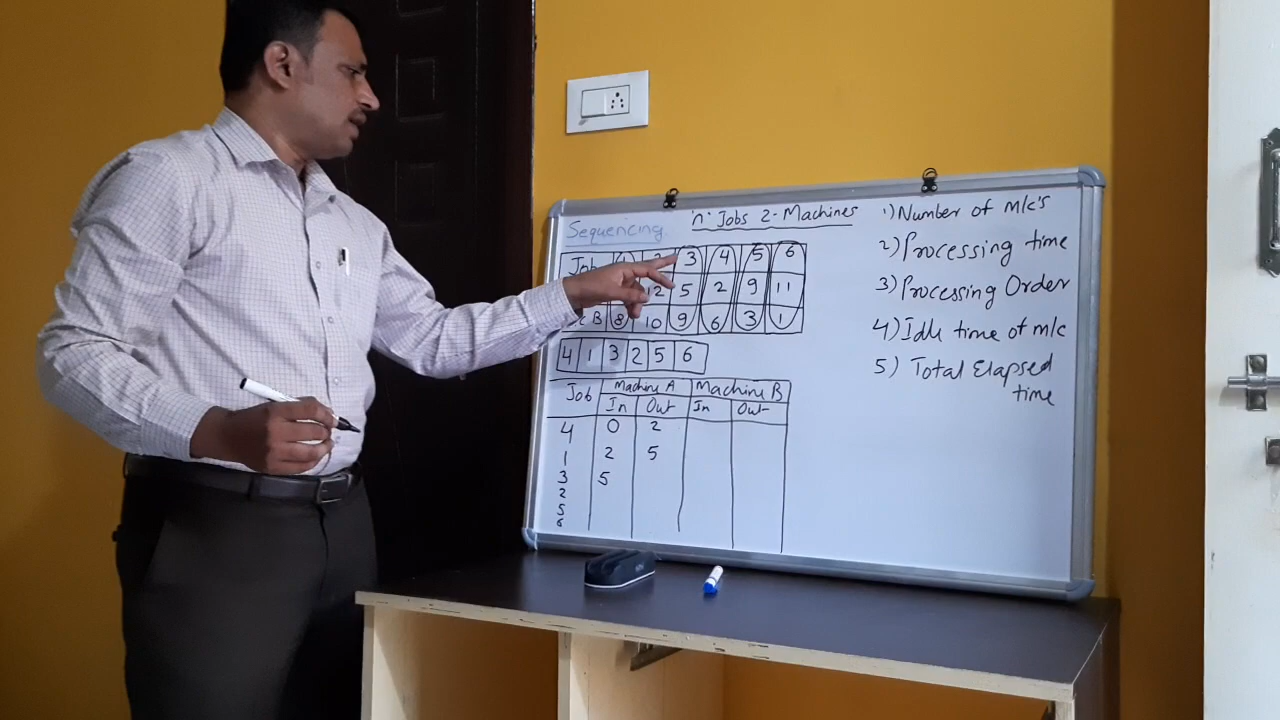 'n' Jobs 2-Machines
Sequencing
Job 3 4 5 6
12 5 2 9 11
B 8 10 9 6 3 1
4 1 3 2 5 6
Job Machine A Machine B
In Out In Out
4 0 2
1 2 5
3 5
2
5
6
1) Number of M/c's
2) Processing time
3) Processing Order
4) Idle time of m/c
5) Total Elapsed
time